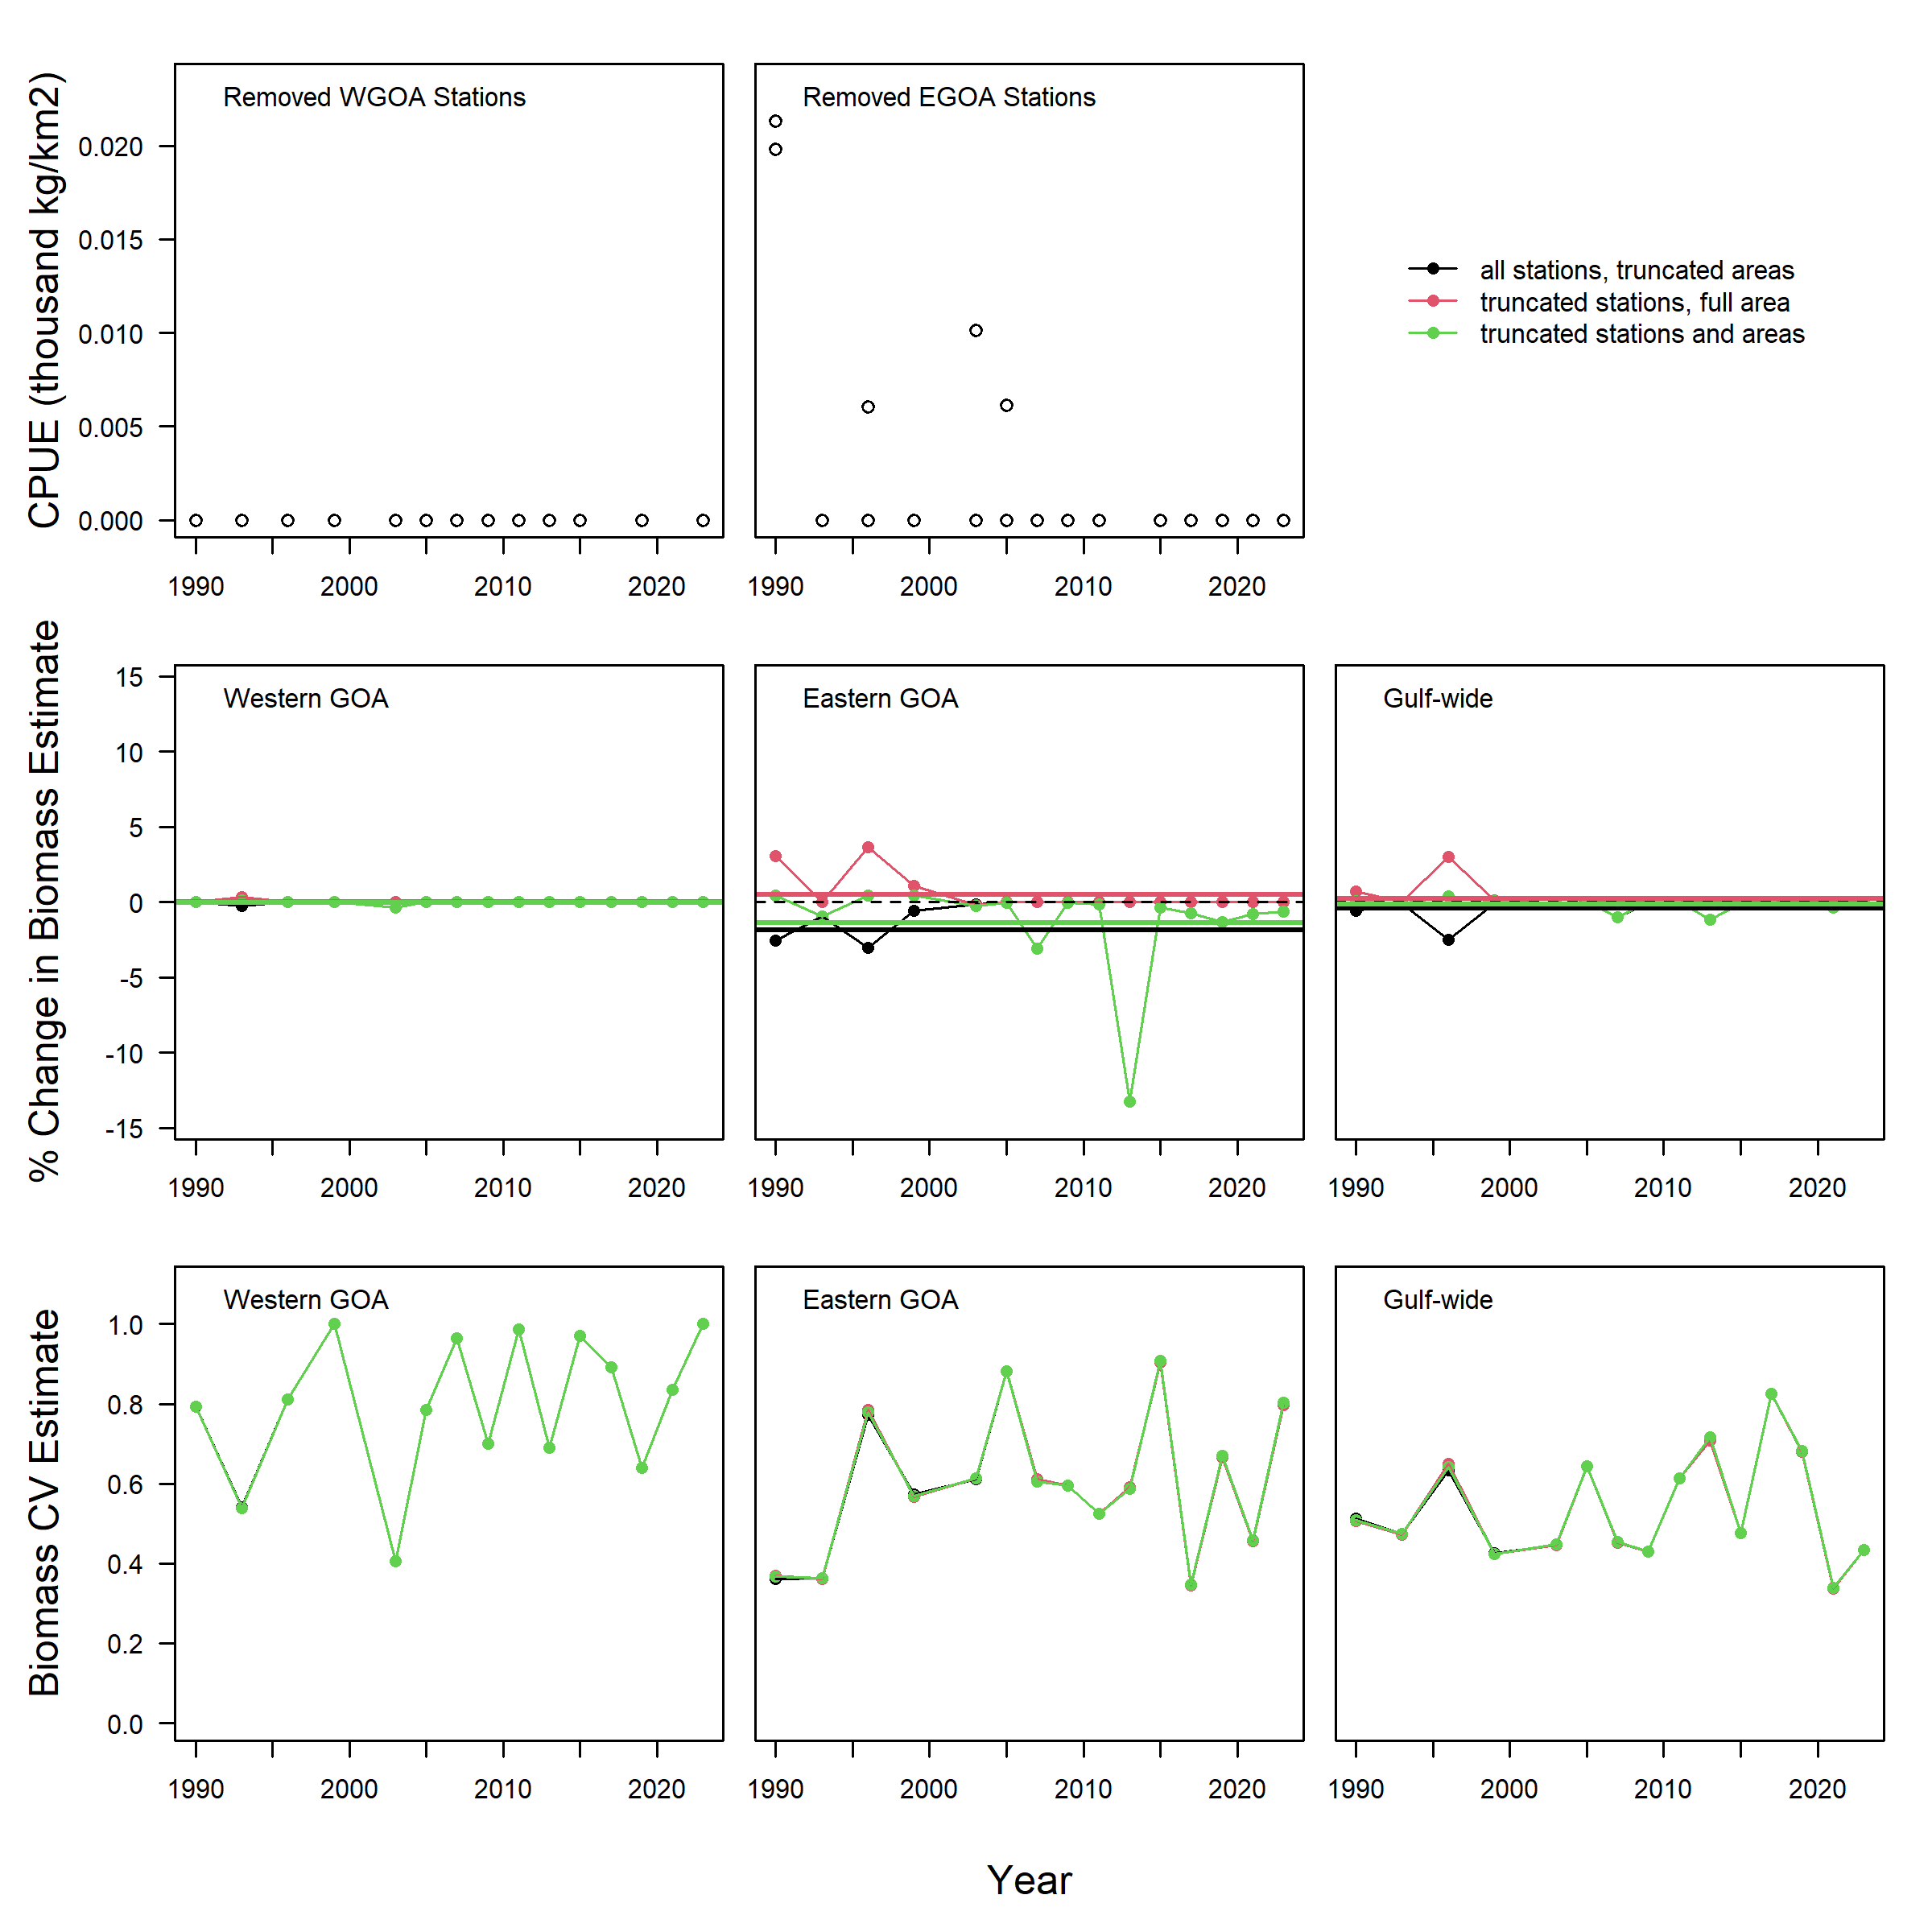 CPUE (thousand kg/km2)
Removed WGOA Stations
0.020
0.015
0.010
0.005
0.000
1990 2000 2010 2020
Removed EGOA Stations
1990 2000 2010 2020
all stations, truncated areas
truncated stations, full area
truncated stations and areas
% Change in Biomass Estimate
Western GOA
15
10
5
0
-5
-10
-15
1990 2000 2010 2020
Eastern GOA
1990 2000 2010 2020
Gulf-wide
1990 2000 2010 2020
Biomass CV Estimate
Western GOA
1.0
0.8
0.6
0.4
0.2
0.0
1990 2000 2010 2020
Eastern GOA
1990 2000 2010 2020
Gulf-wide
1990 2000 2010 2020
Year